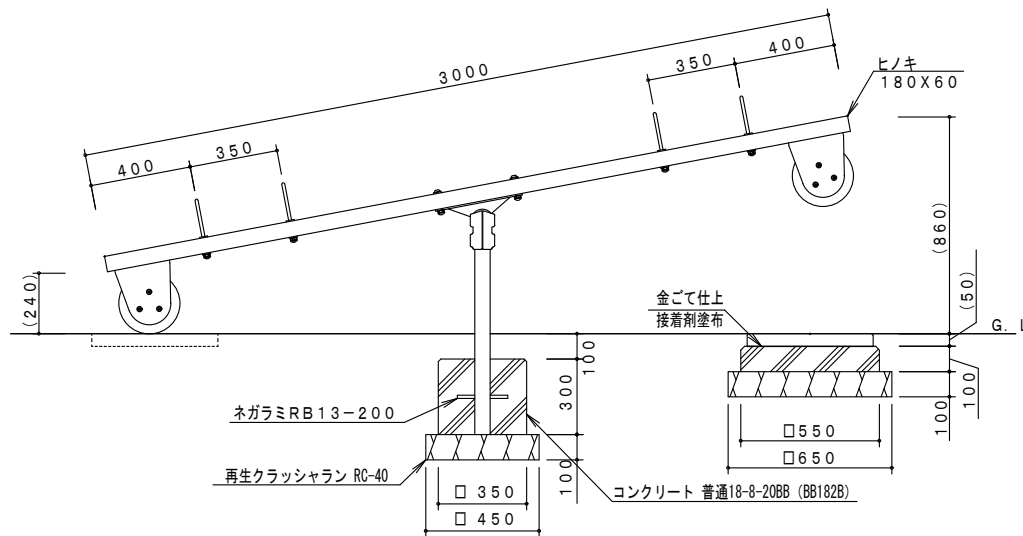 3000
400
350
350
400
ヒノキ
180X60
(860)
(240)
(50)
金ごて仕上
接着剤塗布
G. L
100
300
100
ネガラミRB13-200
再生クラッシャラン RC-40
□ 350
□ 450
コンクリート 普通18-8-20BB (BB182B)
□550
□650
100
100